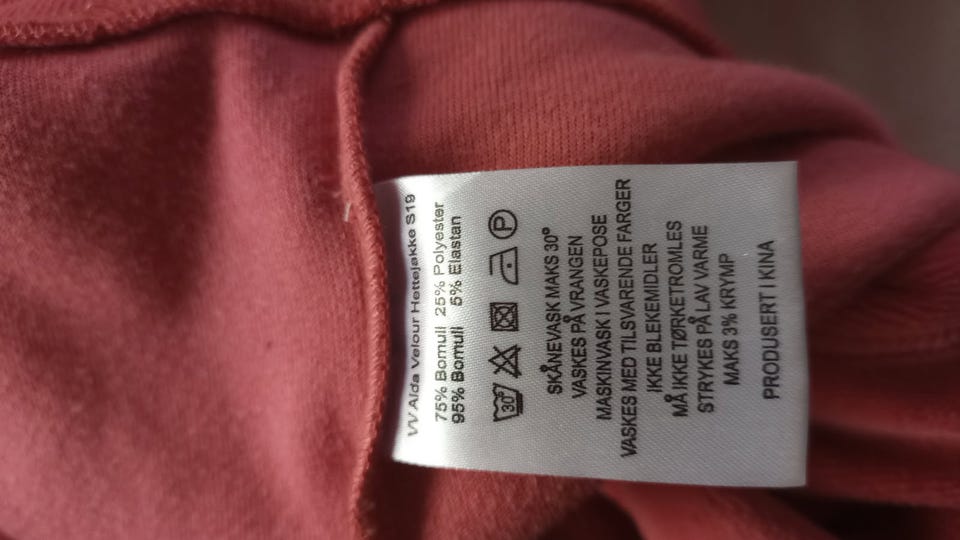 W Alda Velour Hettejakke S19
75% Bomull 25% Polyester
95% Bomull 5% Elastan
30° P
SKÅNEVASK MAKS 30°
VASKES PÅ VRANGEN
MASKINVASK I VASKEPOSE
VASKES MED TILSVARENDE FARGER
IKKE BLEKEMIDLER
MÅ IKKE TØRKETROMLES
STRYKES PÅ LAV VARME
MAKS 3% KRYMP
PRODUSERT I KINA